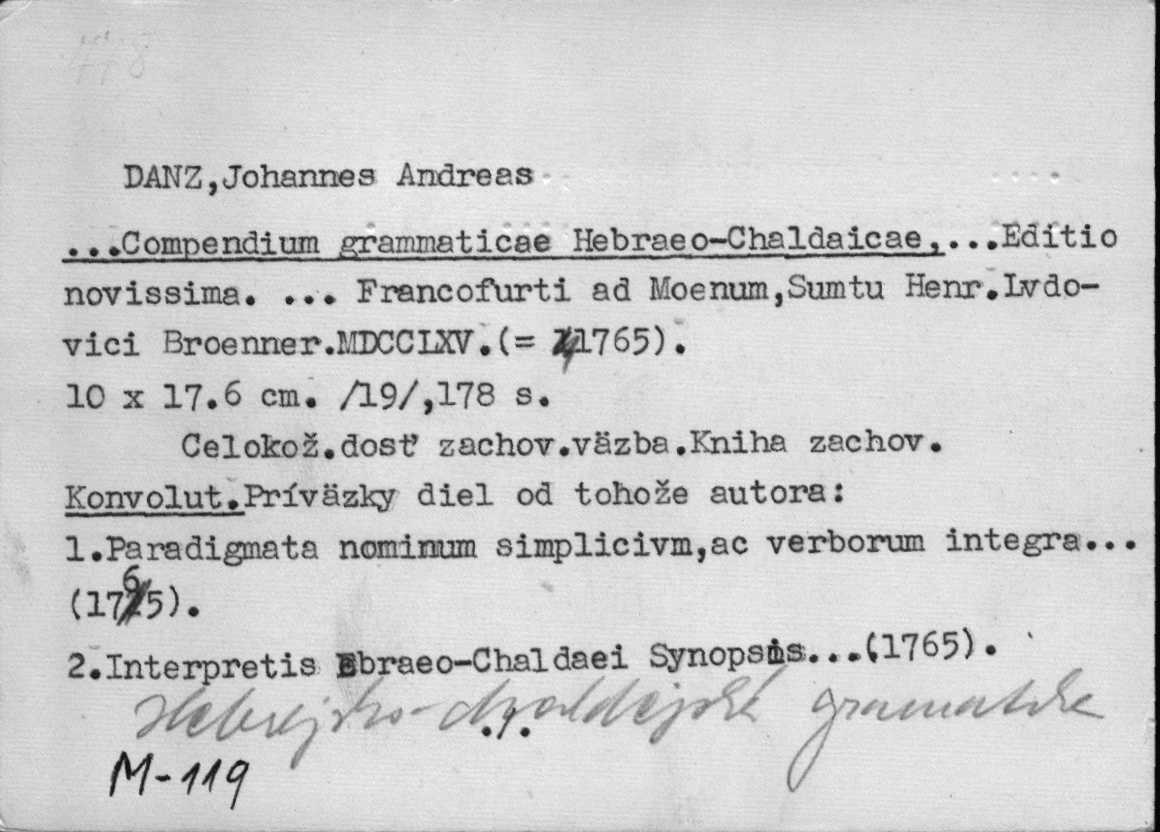 DANZ,Johannes Andreas
...Compendium grammaticae Hebraeo-Chaldaicae,...Editio
novissima. ... Francofurti ad Moenum,Sumtu Henr.Lvdo-
vici Broenner.MDCCLXV.(= 1765).
10 x 17.6 cm. /19/,178 s.
Celokož.dosť zachov.väzba.Kniha zachov.
Konvolut.Príväzky diel od tohože autora:
1.Paradigmata nominum simplicivm,ac verborum integra...
(1765).
2.Interpretis Ebraeo-Chaldaei Synopsis...(1765).
Hebrejsko-chaldejská gramatika
./.
M-119